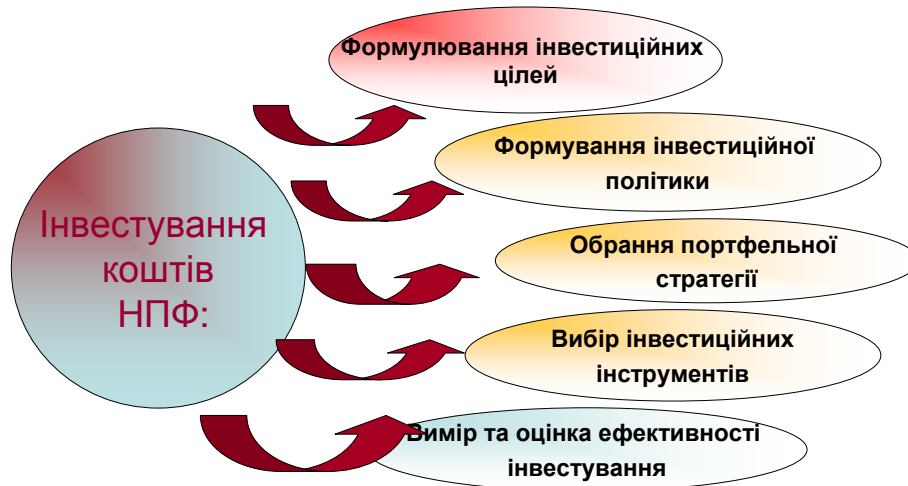 Формулювання інвестиційних
цілей
Формування інвестиційної
політики
Інвестування
коштів
НПФ:
Обрання портфельної
стратегії
Вибір інвестиційних
інструментів
Вимір та оцінка ефективності
інвестування